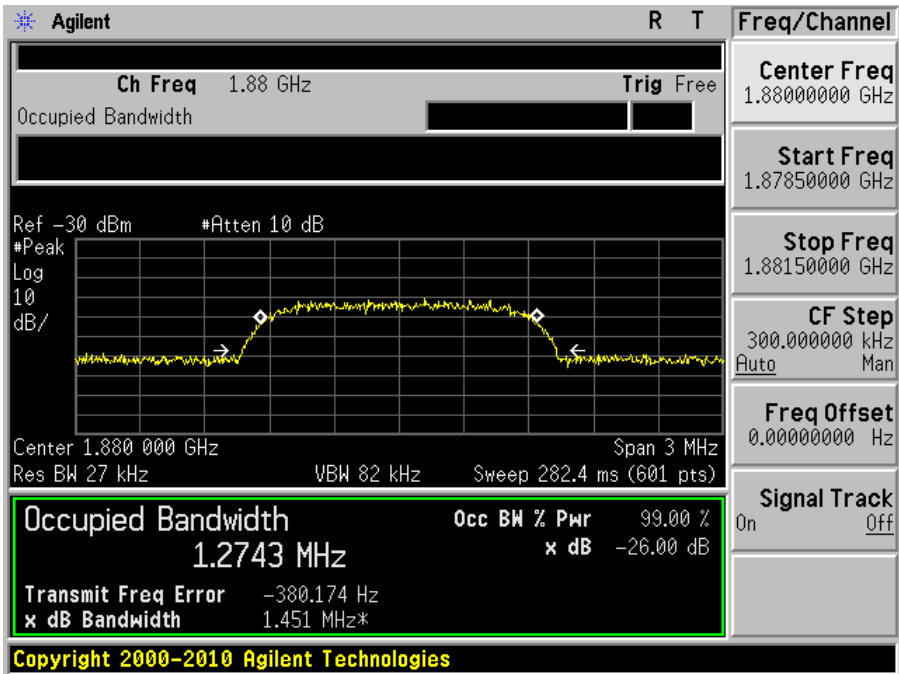 Agilent R T
Ch Freq 1.88 GHz Trig Free
Occupied Bandwidth
Ref -30 dBm #Atten 10 dB
#Peak
Log
10
dB/
Center 1.880 000 GHz Span 3 MHz
Res BW 27 kHz VBW 82 kHz Sweep 282.4 ms (601 pts)
Occupied Bandwidth
1.2743 MHz
Occ BW % Pwr 99.00 %
x dB -26.00 dB
Transmit Freq Error -380.174 Hz
x dB Bandwidth 1.451 MHz*
Copyright 2000-2010 Agilent Technologies
Freq/Channel
Center Freq
1.88000000 GHz
Start Freq
1.87850000 GHz
Stop Freq
1.88150000 GHz
CF Step
300.000000 kHz
Auto Man
Freq Offset
0.00000000 Hz
Signal Track
On Off